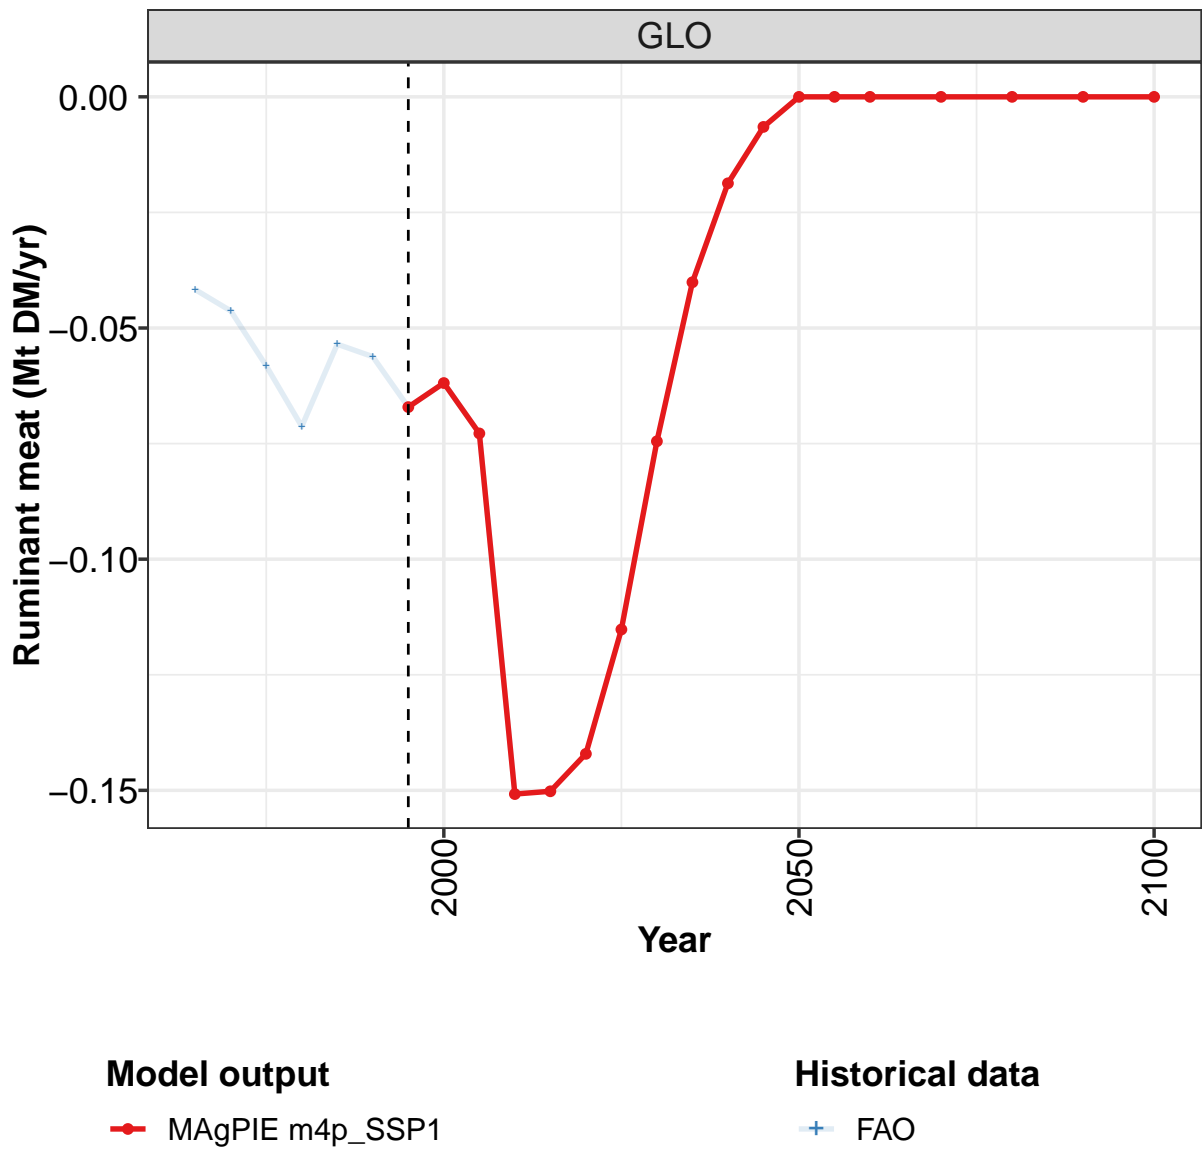 GLO
0.00
−0.05
−0.10
−0.15
Ruminant meat (Mt DM/yr)
2000
2050
2100
Year
Model output
Historical data
MAgPIE m4p_SSP1
FAO